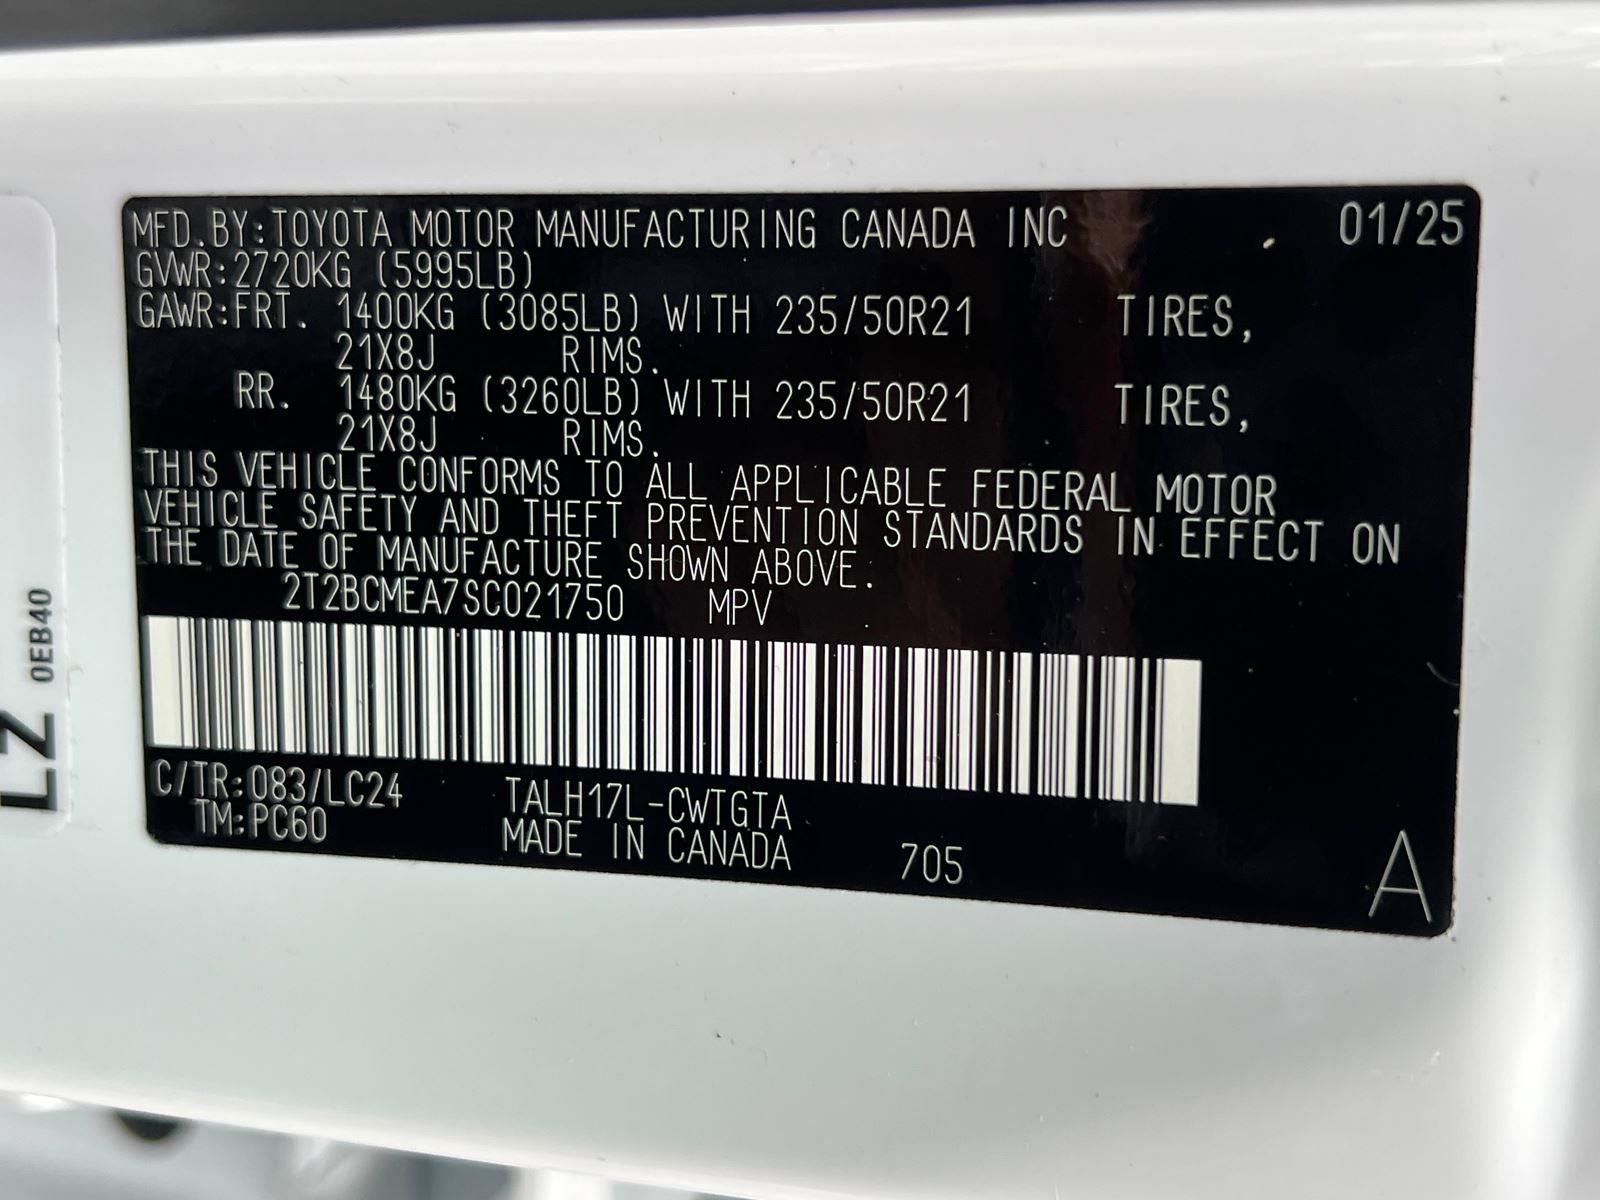 MFD.BY:TOYOTA MOTOR MANUFACTURING CANADA INC 01/25
GVWR:2720KG (5995LB)
GAWR:FRT. 1400KG (3085LB) WITH 235/50R21 TIRES,
21X8J RIMS.
RR. 1480KG (3260LB) WITH 235/50R21 TIRES,
21X8J RIMS.
THIS VEHICLE CONFORMS TO ALL APPLICABLE FEDERAL MOTOR
VEHICLE SAFETY AND THEFT PREVENTION STANDARDS IN EFFECT ON
THE DATE OF MANUFACTURE SHOWN ABOVE.
2T2BCMEA7SC021750 MPV
C/TR:083/LC24 TALH17L-CWTGTA
TM:PC60 MADE IN CANADA 705
A
0EB40
LZ